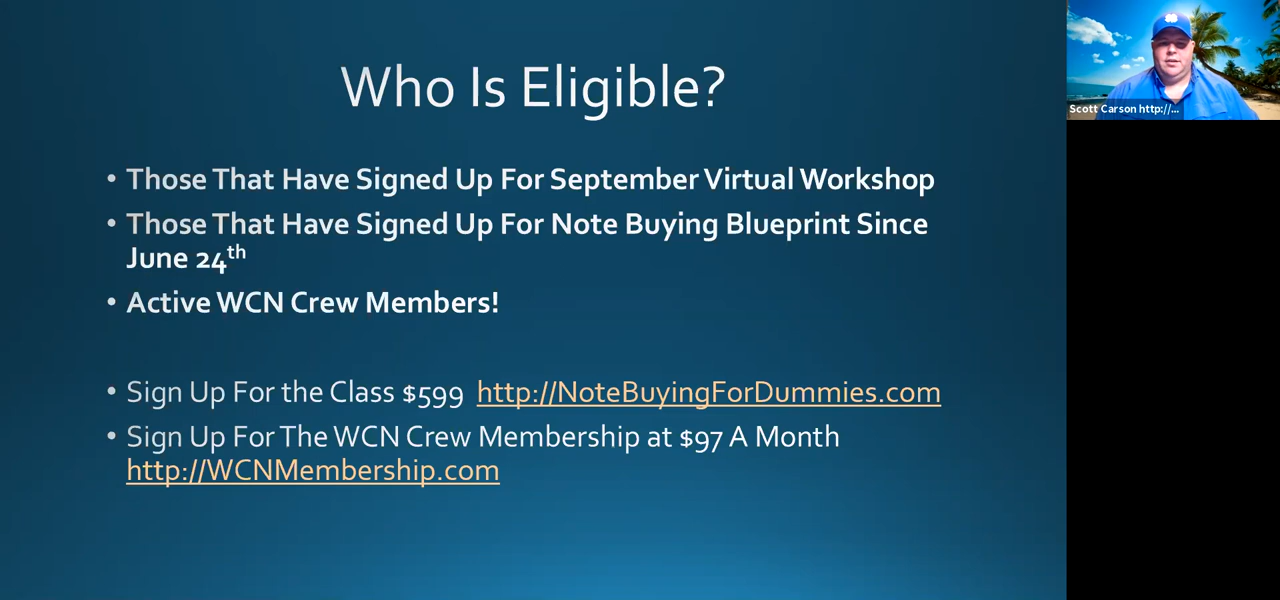 Who Is Eligible?
• Those That Have Signed Up For September Virtual Workshop
• Those That Have Signed Up For Note Buying Blueprint Since
June 24th
• Active WCN Crew Members!
• Sign Up For the Class $599 http://NoteBuyingForDummies.com
• Sign Up For The WCN Crew Membership at $97 A Month
http://WCNMembership.com
Scott Carson http://...